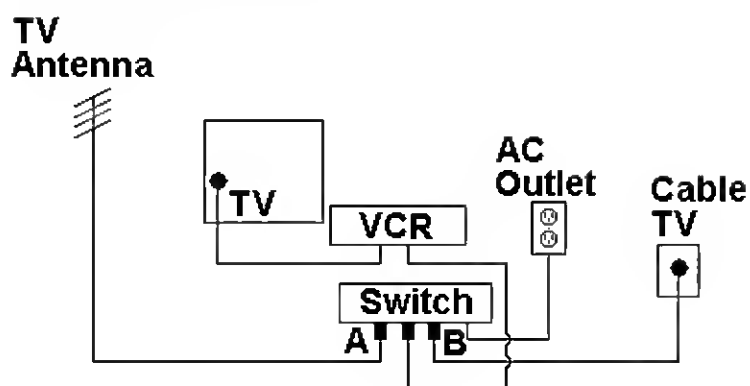 TV
Antenna
TV
VCR
AC
Outlet
Cable
TV
Switch
A
B